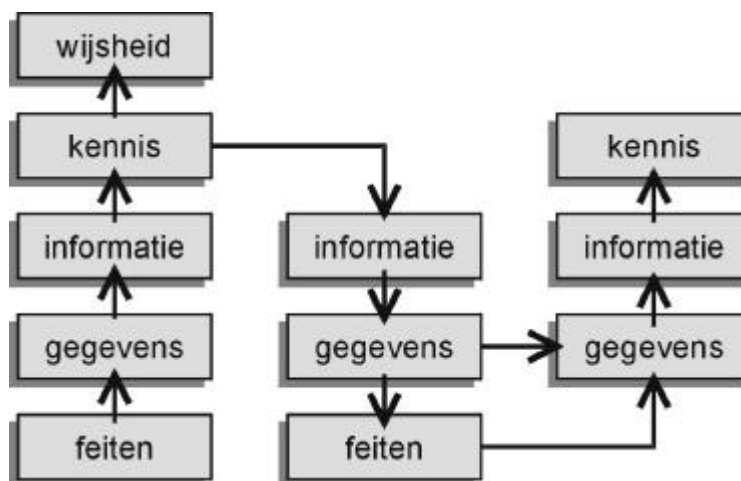 wijsheid
kennis
informatie
gegevens
feiten
informatie
gegevens
feiten
kennis
informatie
gegevens